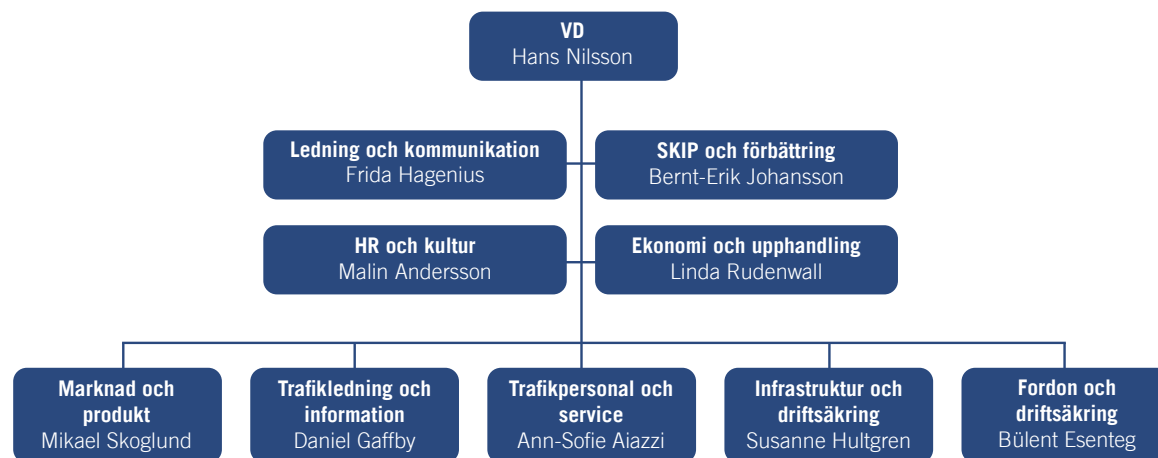 VD
Hans Nilsson
Ledning och kommunikation
Frida Hagenius
SKIP och förbättring
Bernt-Erik Johansson
HR och kultur
Malin Andersson
Ekonomi och upphandling
Linda Rudenwall
Marknad och
produkt
Mikael Skoglund
Trafikledning och
information
Daniel Gaffby
Trafikpersonal och
service
Ann-Sofie Aiazzi
Infrastruktur och
driftsäkring
Susanne Hultgren
Fordon och
driftsäkring
Bülent Esenteg